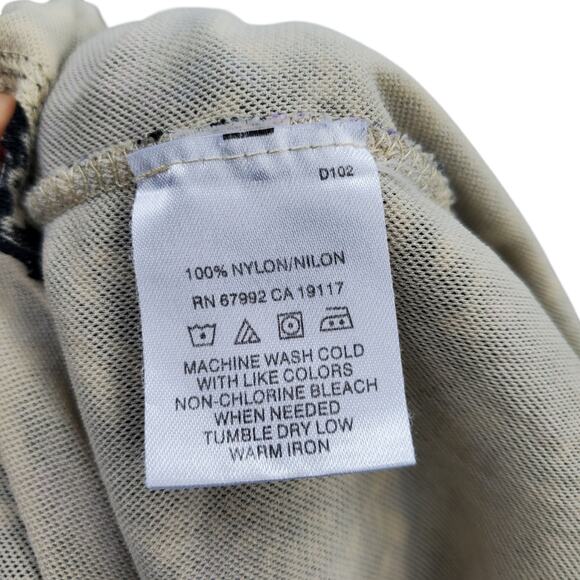 D102
100% NYLON/NILON
RN 67992 CA 19117
MACHINE WASH COLD
WITH LIKE COLORS
NON-CHLORINE BLEACH
WHEN NEEDED
TUMBLE DRY LOW
WARM IRON